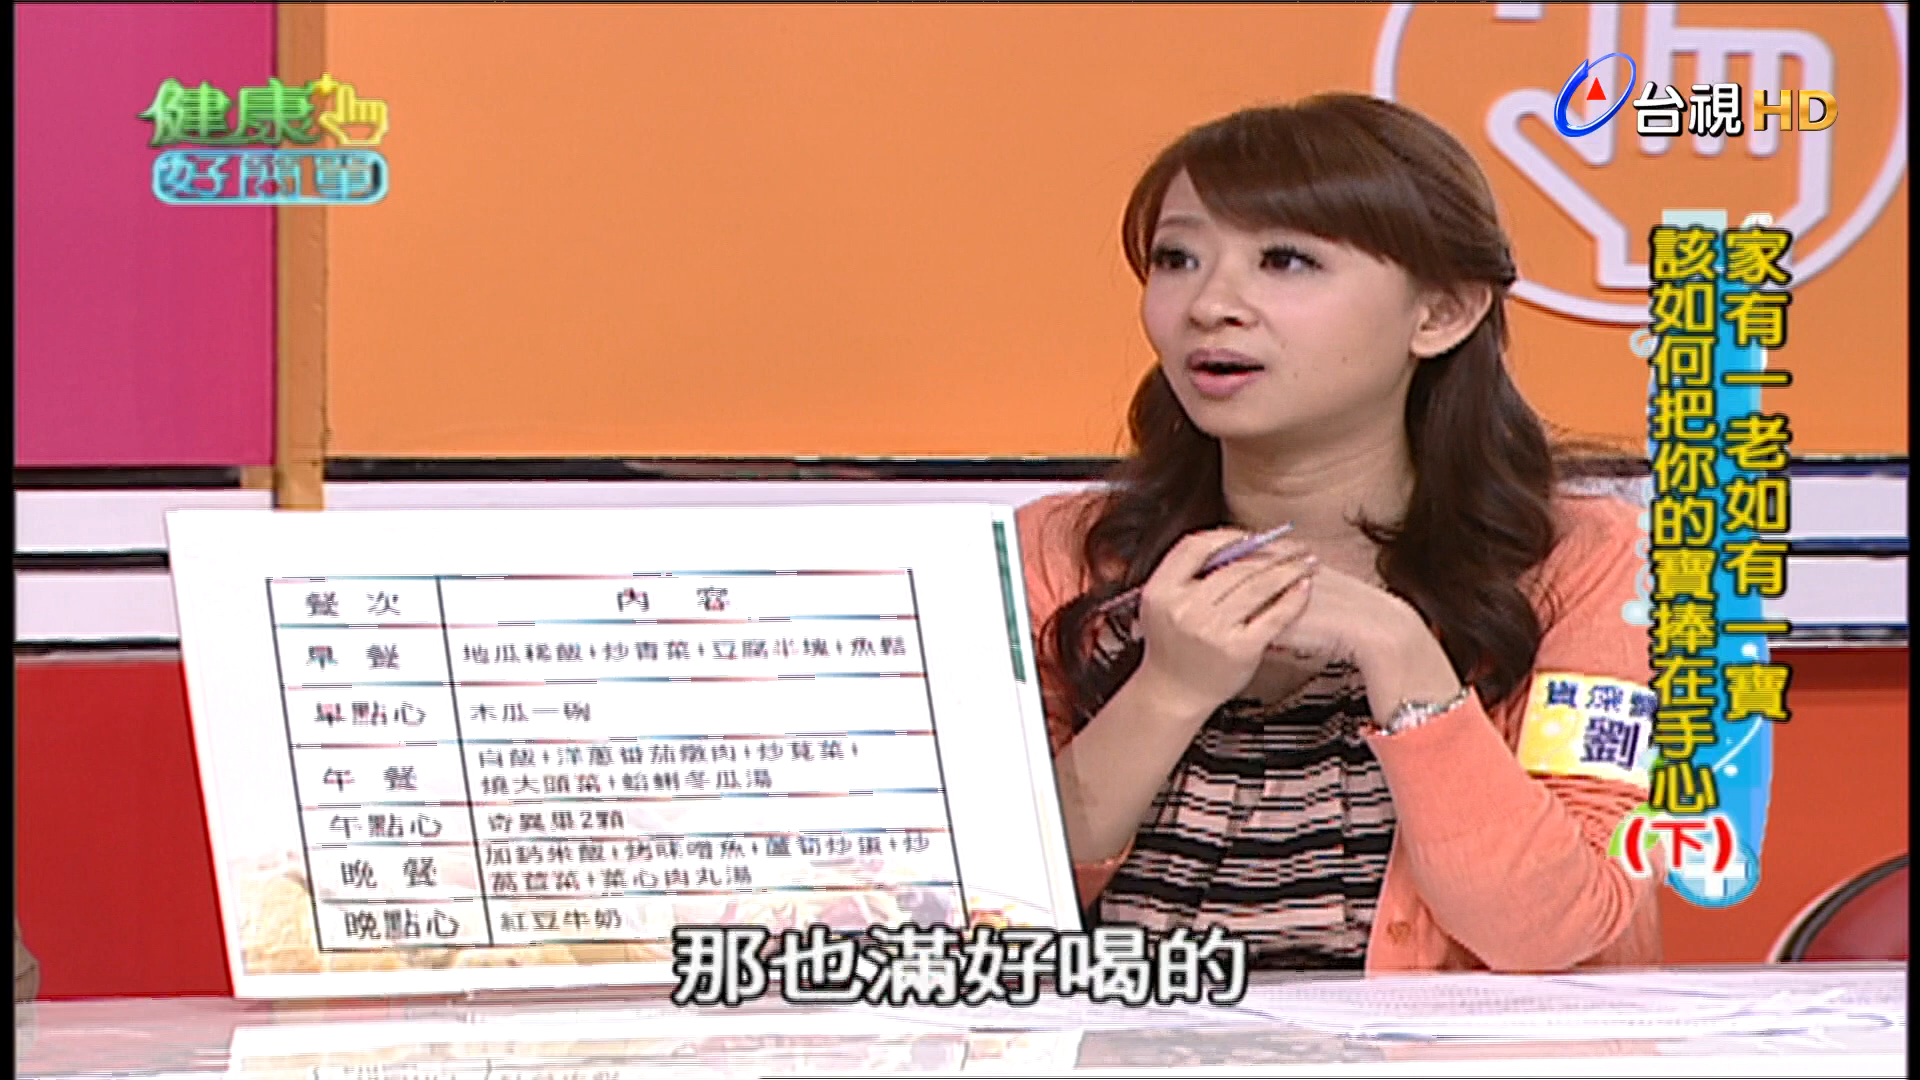 健康
好簡單
台視HD
家有一老如有一寶
該如何把你的寶捧在手心
(下)
餐 次 內 容
早 餐 地瓜稀飯+炒青菜+豆腐半塊+魚鬆
早點心 木瓜一碗
午 餐 白飯+洋蔥番茄燉肉+炒莧菜+
燒大頭菜+蛤蜊冬瓜湯
午點心 奇異果2顆
晚 餐 加鈣米飯+烤味噌魚+蘆筍炒蛋+炒
萵苣菜+菜心肉丸湯
晚點心 紅豆牛奶
資深營
劉
那也滿好喝的